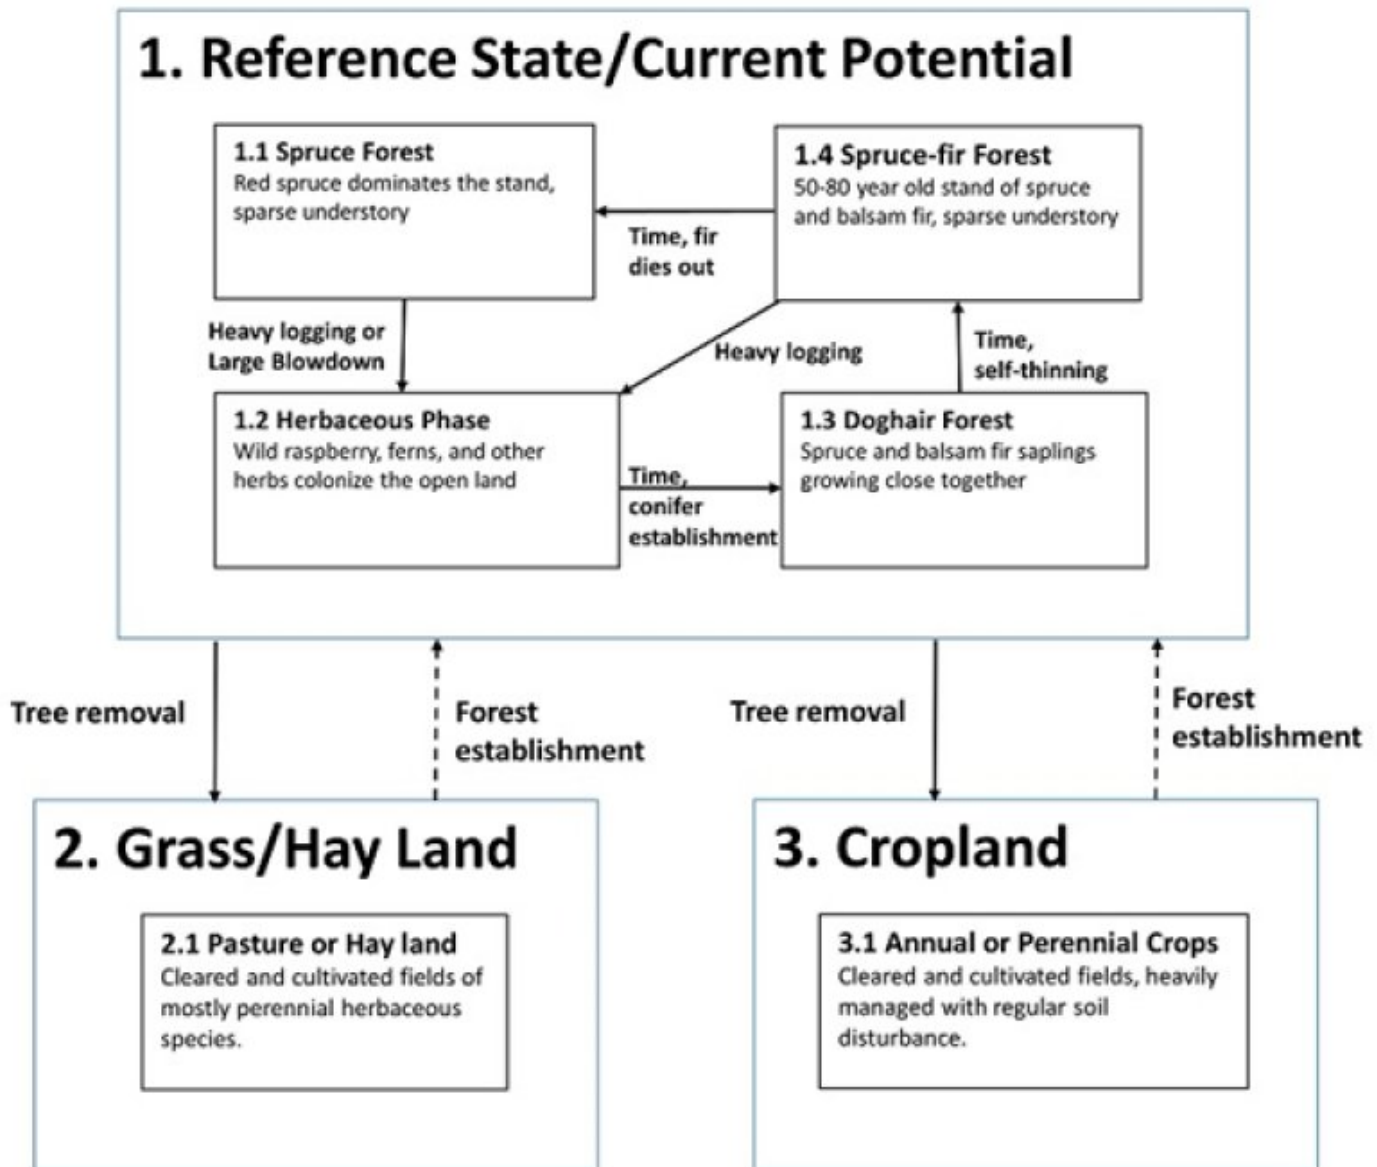 1. Reference State/Current Potential
1.1 Spruce Forest
Red spruce dominates the stand,
sparse understory
1.4 Spruce-fir Forest
50-80 year old stand of spruce
and balsam fir, sparse understory
Time, fir
dies out
Heavy logging or
Large Blowdown
Heavy logging
Time,
self-thinning
1.2 Herbaceous Phase
Wild raspberry, ferns, and other
herbs colonize the open land
Time,
conifer
establishment
1.3 Doghair Forest
Spruce and balsam fir saplings
growing close together
Tree removal
Forest
establishment
Tree removal
Forest
establishment
2. Grass/Hay Land
2.1 Pasture or Hay land
Cleared and cultivated fields of
mostly perennial herbaceous
species.
3. Cropland
3.1 Annual or Perennial Crops
Cleared and cultivated fields, heavily
managed with regular soil
disturbance.